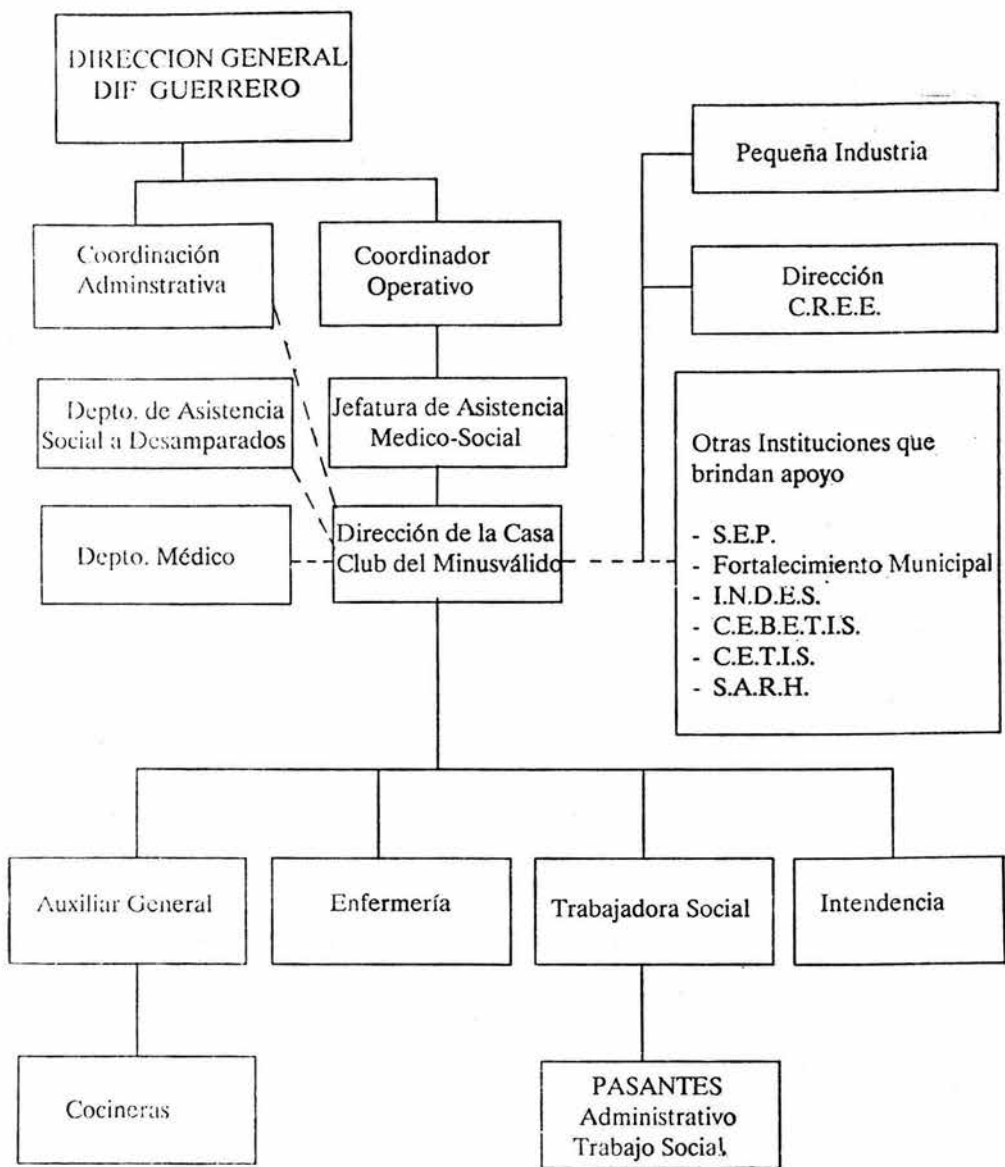 DIRECCION GENERAL
DIF GUERRERO
Pequeña Industria
Coordinación
Adminstrativa
Coordinador
Operativo
Dirección
C.R.E.E.
Depto. de Asistencia
Social a Desamparados
Jefatura de Asistencia
Medico-Social
Otras Instituciones que
brindan apoyo
- S.E.P.
- Fortalecimiento Municipal
- I.N.D.E.S.
- C.E.B.E.T.I.S.
- C.E.T.I.S.
- S.A.R.H.
Depto. Médico
Dirección de la Casa
Club del Minusválido
Auxiliar General
Enfermería
Trabajadora Social
Intendencia
Cocineras
PASANTES
Administrativo
Trabajo Social